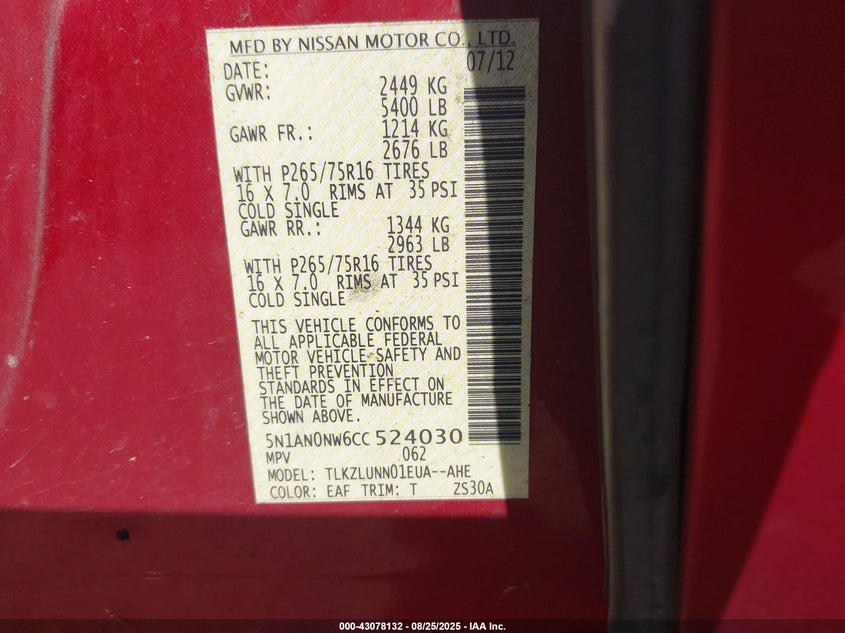 MFD BY NISSAN MOTOR CO., LTD.
DATE: 07/12
GVWR: 2449 KG
5400 LB
GAWR FR.: 1214 KG
2676 LB
WITH P265/75R16 TIRES
16 X 7.0 RIMS AT 35 PSI
COLD SINGLE
GAWR RR.: 1344 KG
2963 LB
WITH P265/75R16 TIRES
16 X 7.0 RIMS AT 35 PSI
COLD SINGLE
THIS VEHICLE CONFORMS TO
ALL APPLICABLE FEDERAL
MOTOR VEHICLE SAFETY AND
THEFT PREVENTION
STANDARDS IN EFFECT ON
THE DATE OF MANUFACTURE
SHOWN ABOVE.
5N1AN0NW6CC524030
MPV .062
MODEL: TLKZLUNN01EUA--AHE
COLOR: EAF TRIM: T ZS30A
000-43078132 - 08/25/2025 - IAA Inc.